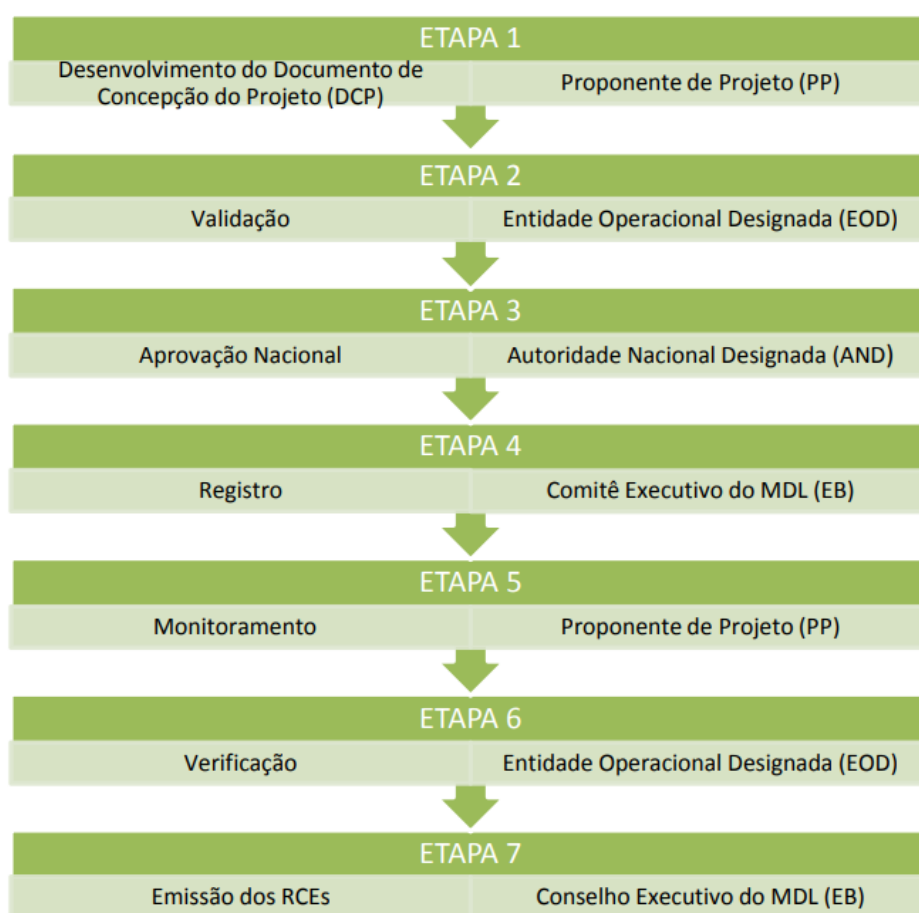 ETAPA 1
Desenvolvimento do Documento de
Concepção do Projeto (DCP)
Proponente de Projeto (PP)
ETAPA 2
Validação
Entidade Operacional Designada (EOD)
ETAPA 3
Aprovação Nacional
Autoridade Nacional Designada (AND)
ETAPA 4
Registro
Comitê Executivo do MDL (EB)
ETAPA 5
Monitoramento
Proponente de Projeto (PP)
ETAPA 6
Verificação
Entidade Operacional Designada (EOD)
ETAPA 7
Emissão dos RCEs
Conselho Executivo do MDL (EB)